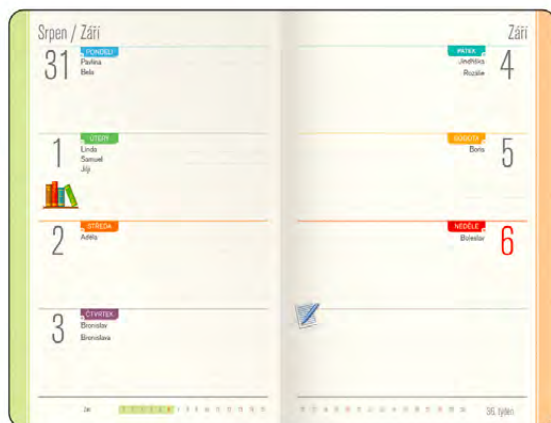 Srpen / Září
31
PONDĚLÍ
Pavlína
Bela
1
ÚTERÝ
Linda
Samuel
Jiljí
2
STŘEDA
Adéla
3
ČTVRTEK
Bronislav
Bronislava
Září
PÁTEK
4
Jindřiška
Rozálie
SOBOTA
5
Boris
NEDĚLE
6
Boleslav
36. týden